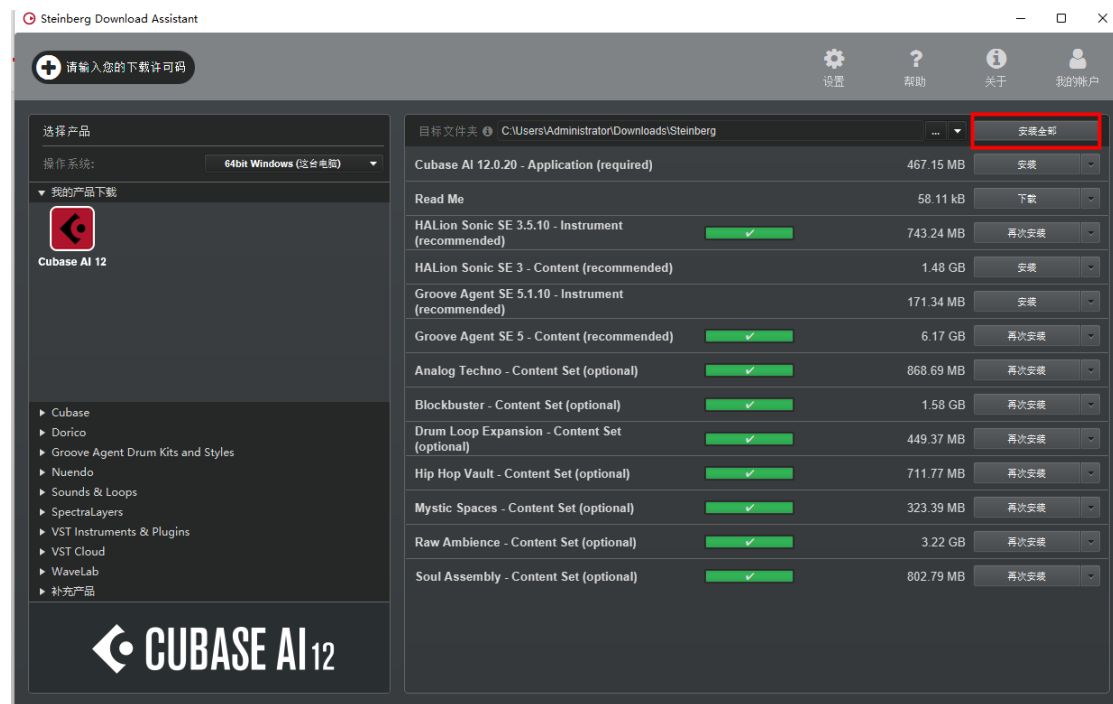 Steinberg Download Assistant
请输入您的下载许可码
设置
帮助
关于
我的帐户
选择产品
操作系统: 64bit Windows (这台电脑)
我的产品下载
Cubase AI 12
Cubase
Dorico
Groove Agent Drum Kits and Styles
Nuendo
Sounds & Loops
SpectraLayers
VST Instruments & Plugins
VST Cloud
WaveLab
补充产品
CUBASE AI 12
目标文件夹 C:\Users\Administrator\Downloads\Steinberg ... 安装全部
Cubase AI 12.0.20 - Application (required) 467.15 MB 安装
Read Me 58.11 kB 下载
HALion Sonic SE 3.5.10 - Instrument
(recommended) 743.24 MB 再次安装
HALion Sonic SE 3 - Content (recommended) 1.48 GB 安装
Groove Agent SE 5.1.10 - Instrument
(recommended) 171.34 MB 安装
Groove Agent SE 5 - Content (recommended) 6.17 GB 再次安装
Analog Techno - Content Set (optional) 868.69 MB 再次安装
Blockbuster - Content Set (optional) 1.58 GB 再次安装
Drum Loop Expansion - Content Set
(optional) 449.37 MB 再次安装
Hip Hop Vault - Content Set (optional) 711.77 MB 再次安装
Mystic Spaces - Content Set (optional) 323.39 MB 再次安装
Raw Ambience - Content Set (optional) 3.22 GB 再次安装
Soul Assembly - Content Set (optional) 802.79 MB 再次安装